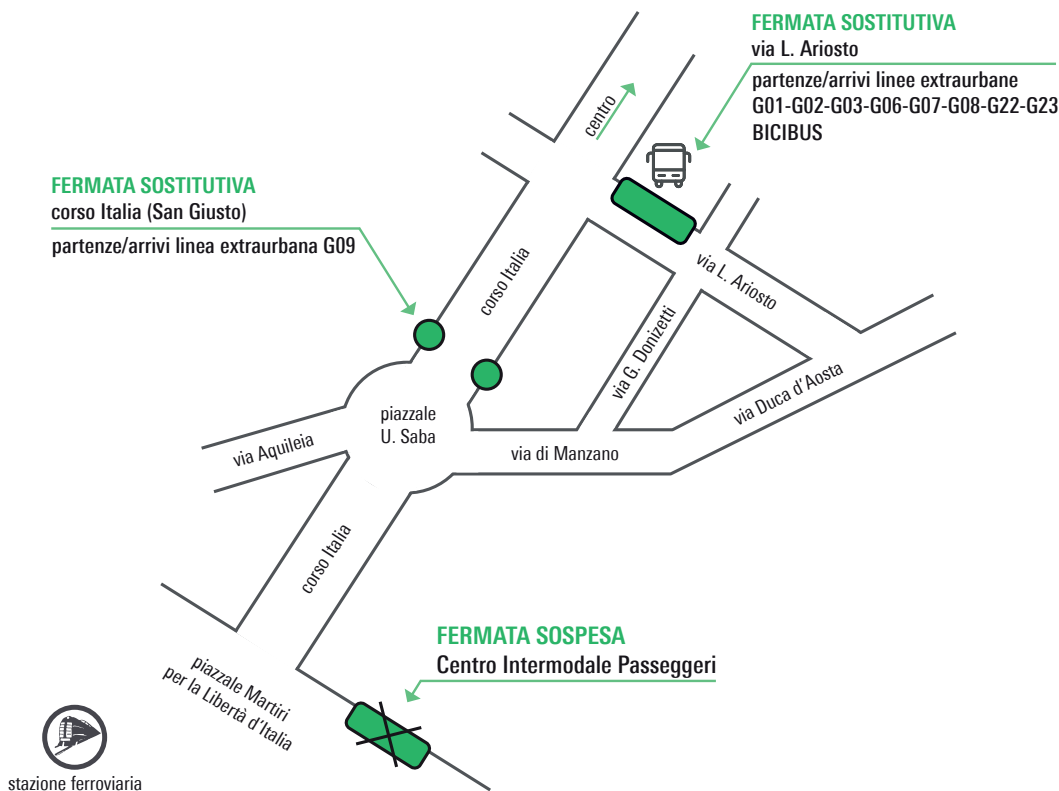 FERMATA SOSTITUTIVA
via L. Ariosto
partenze/arrivi linee extraurbane
G01-G02-G03-G06-G07-G08-G22-G23
BICIBUS
centro
FERMATA SOSTITUTIVA
corso Italia (San Giusto)
partenze/arrivi linea extraurbana G09
corso Italia
via L. Ariosto
via G. Donizetti
via Duca d'Aosta
piazzale
U. Saba
via Aquileia
via di Manzano
corso Italia
FERMATA SOSPESA
Centro Intermodale Passeggeri
piazzale Martiri
per la Libertà d'Italia
stazione ferroviaria